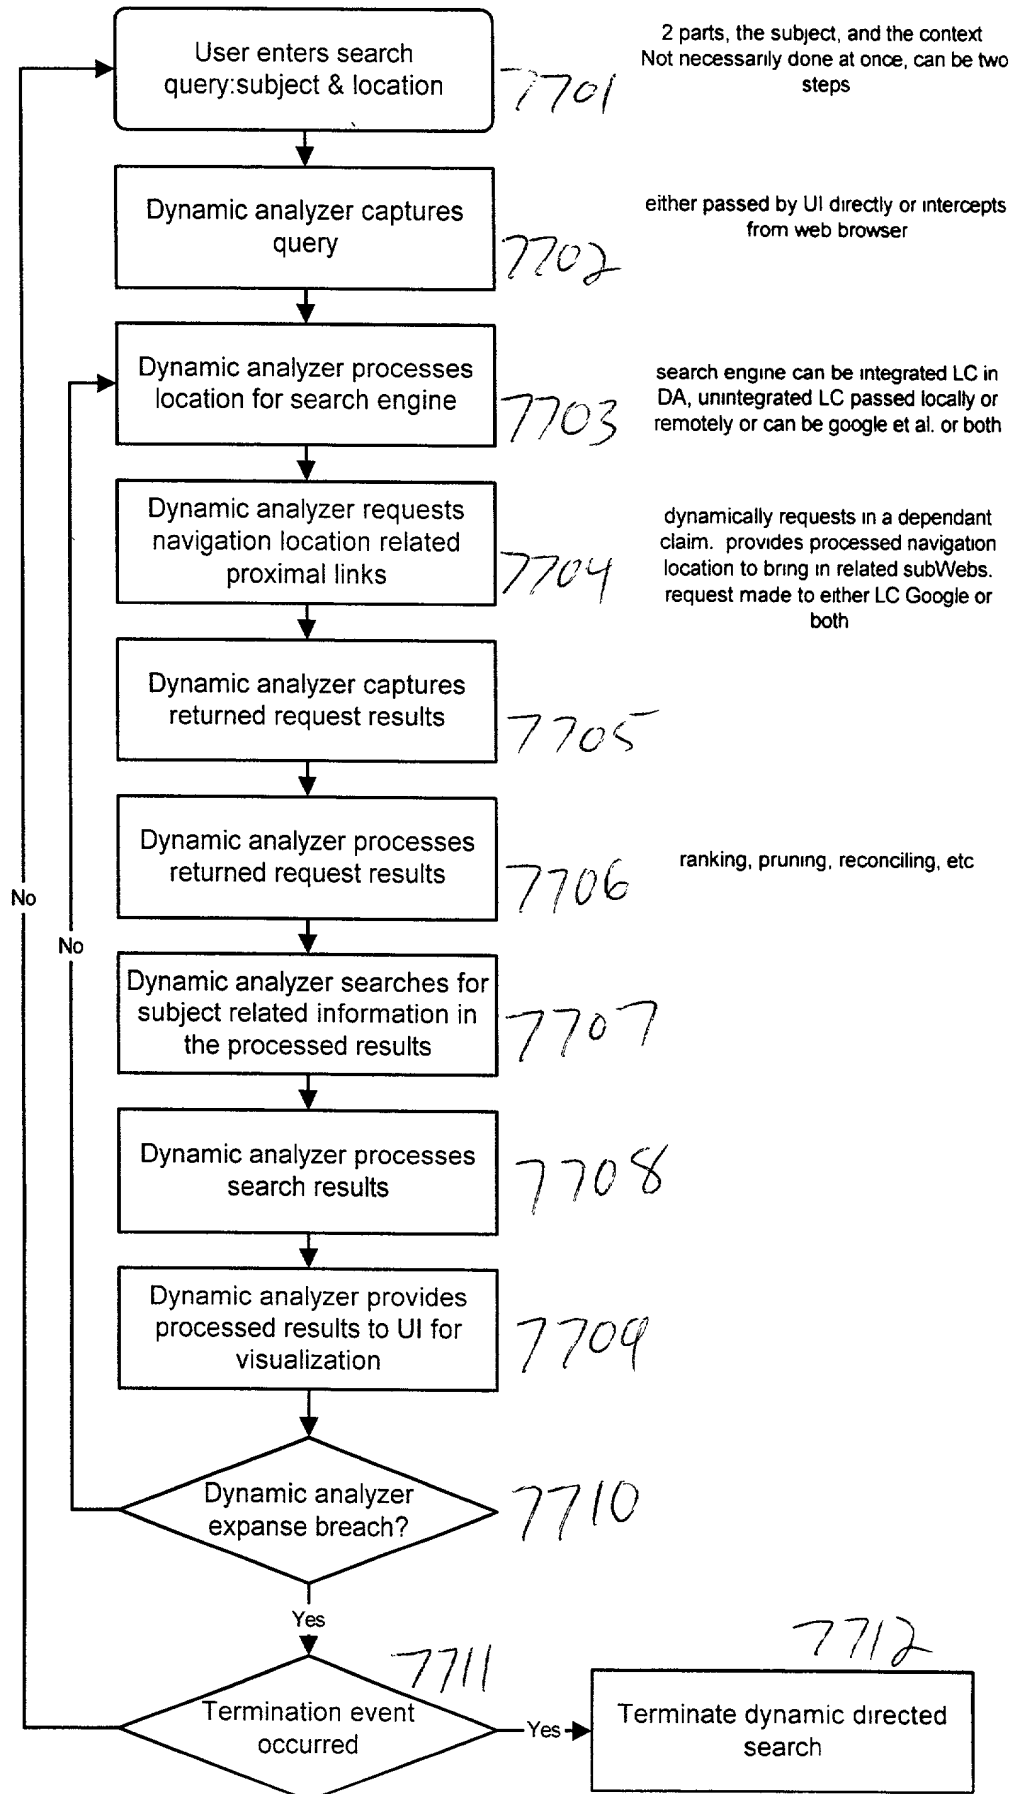 User enters search
query:subject & location
7701
2 parts, the subject, and the context
Not necessarily done at once, can be two
steps
Dynamic analyzer captures
query
7702
either passed by UI directly or intercepts
from web browser
Dynamic analyzer processes
location for search engine
7703
search engine can be integrated LC in
DA, unintegrated LC passed locally or
remotely or can be google et al. or both
Dynamic analyzer requests
navigation location related
proximal links
7704
dynamically requests in a dependant
claim. provides processed navigation
location to bring in related subWebs.
request made to either LC Google or
both
Dynamic analyzer captures
returned request results
7705
Dynamic analyzer processes
returned request results
7706
ranking, pruning, reconciling, etc
No
No
Dynamic analyzer searches for
subject related information in
the processed results
7707
Dynamic analyzer processes
search results
7708
Dynamic analyzer provides
processed results to UI for
visualization
7709
Dynamic analyzer
expanse breach?
7710
Yes
7711
Termination event
occurred
Yes
7712
Terminate dynamic directed
search